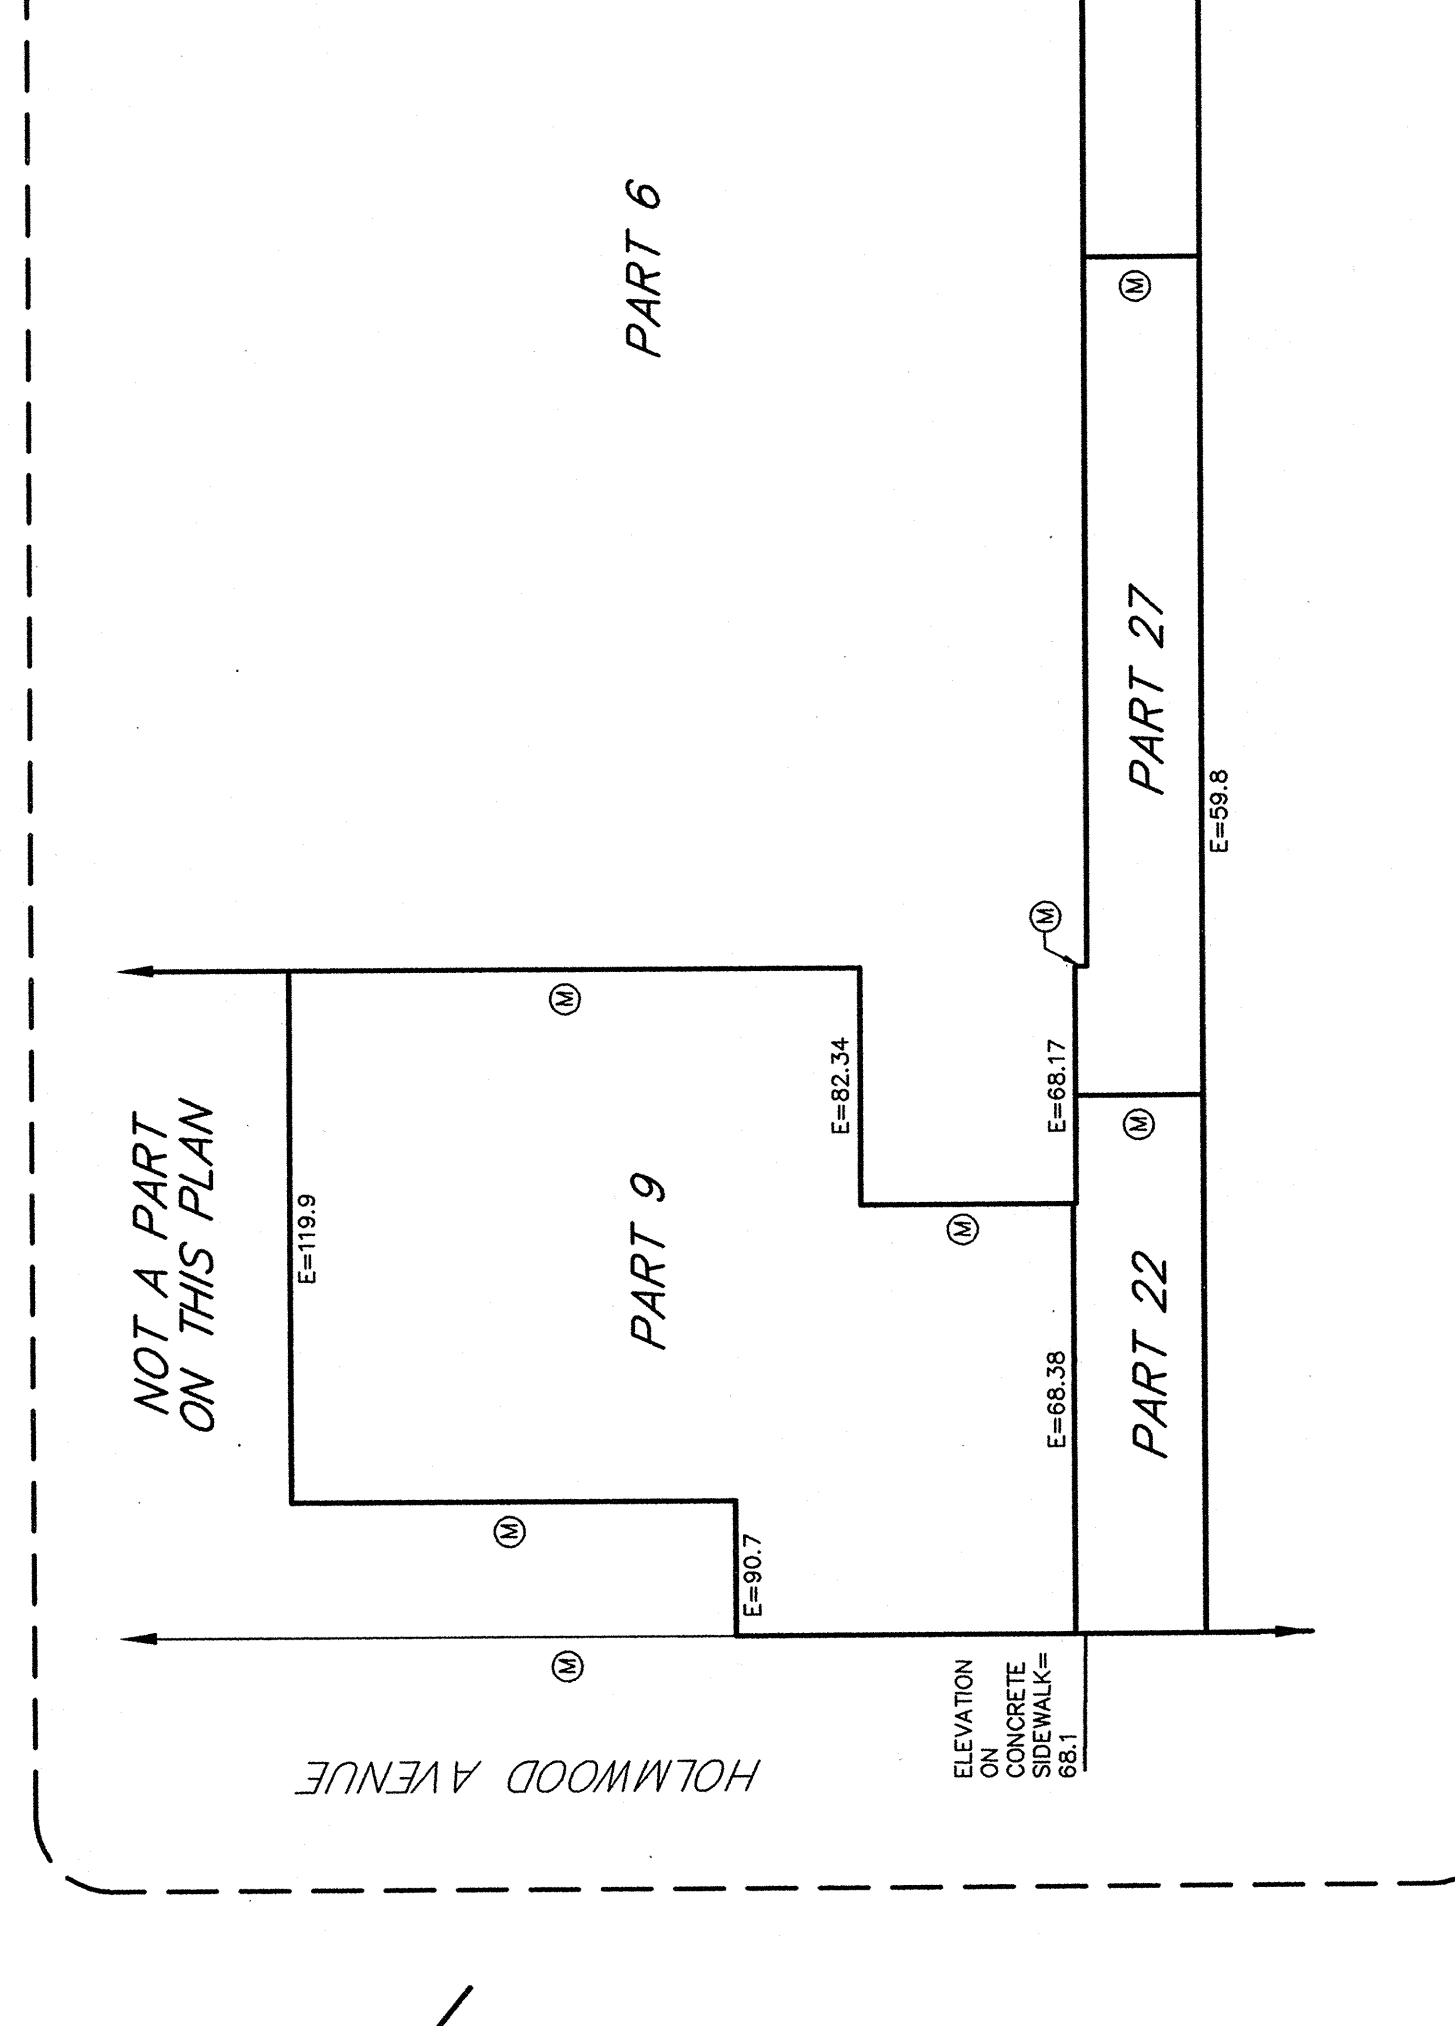 NOT A PART
ON THIS PLAN
E=119.9
PART 6
PART 9
PART 27
PART 22
E=90.7
E=82.34
E=68.17
E=68.38
E=59.8
M
M
M
M
M
M
M
HOLMWOOD AVENUE
ELEVATION
ON
CONCRETE
SIDEWALK=
68.1